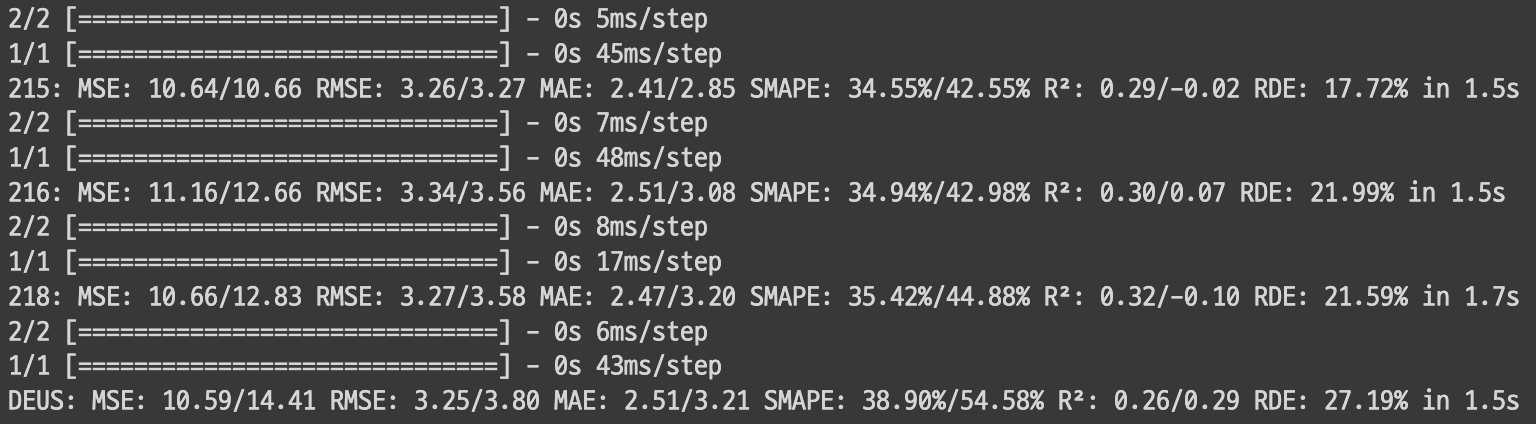 2/2 [==============================] - 0s 5ms/step
1/1 [==============================] - 0s 45ms/step
215: MSE: 10.64/10.66 RMSE: 3.26/3.27 MAE: 2.41/2.85 SMAPE: 34.55%/42.55% R²: 0.29/-0.02 RDE: 17.72% in 1.5s
2/2 [==============================] - 0s 7ms/step
1/1 [==============================] - 0s 48ms/step
216: MSE: 11.16/12.66 RMSE: 3.34/3.56 MAE: 2.51/3.08 SMAPE: 34.94%/42.98% R²: 0.30/0.07 RDE: 21.99% in 1.5s
2/2 [==============================] - 0s 8ms/step
1/1 [==============================] - 0s 17ms/step
218: MSE: 10.66/12.83 RMSE: 3.27/3.58 MAE: 2.47/3.20 SMAPE: 35.42%/44.88% R²: 0.32/-0.10 RDE: 21.59% in 1.7s
2/2 [==============================] - 0s 6ms/step
1/1 [==============================] - 0s 43ms/step
DEUS: MSE: 10.59/14.41 RMSE: 3.25/3.80 MAE: 2.51/3.21 SMAPE: 38.90%/54.58% R²: 0.26/0.29 RDE: 27.19% in 1.5s